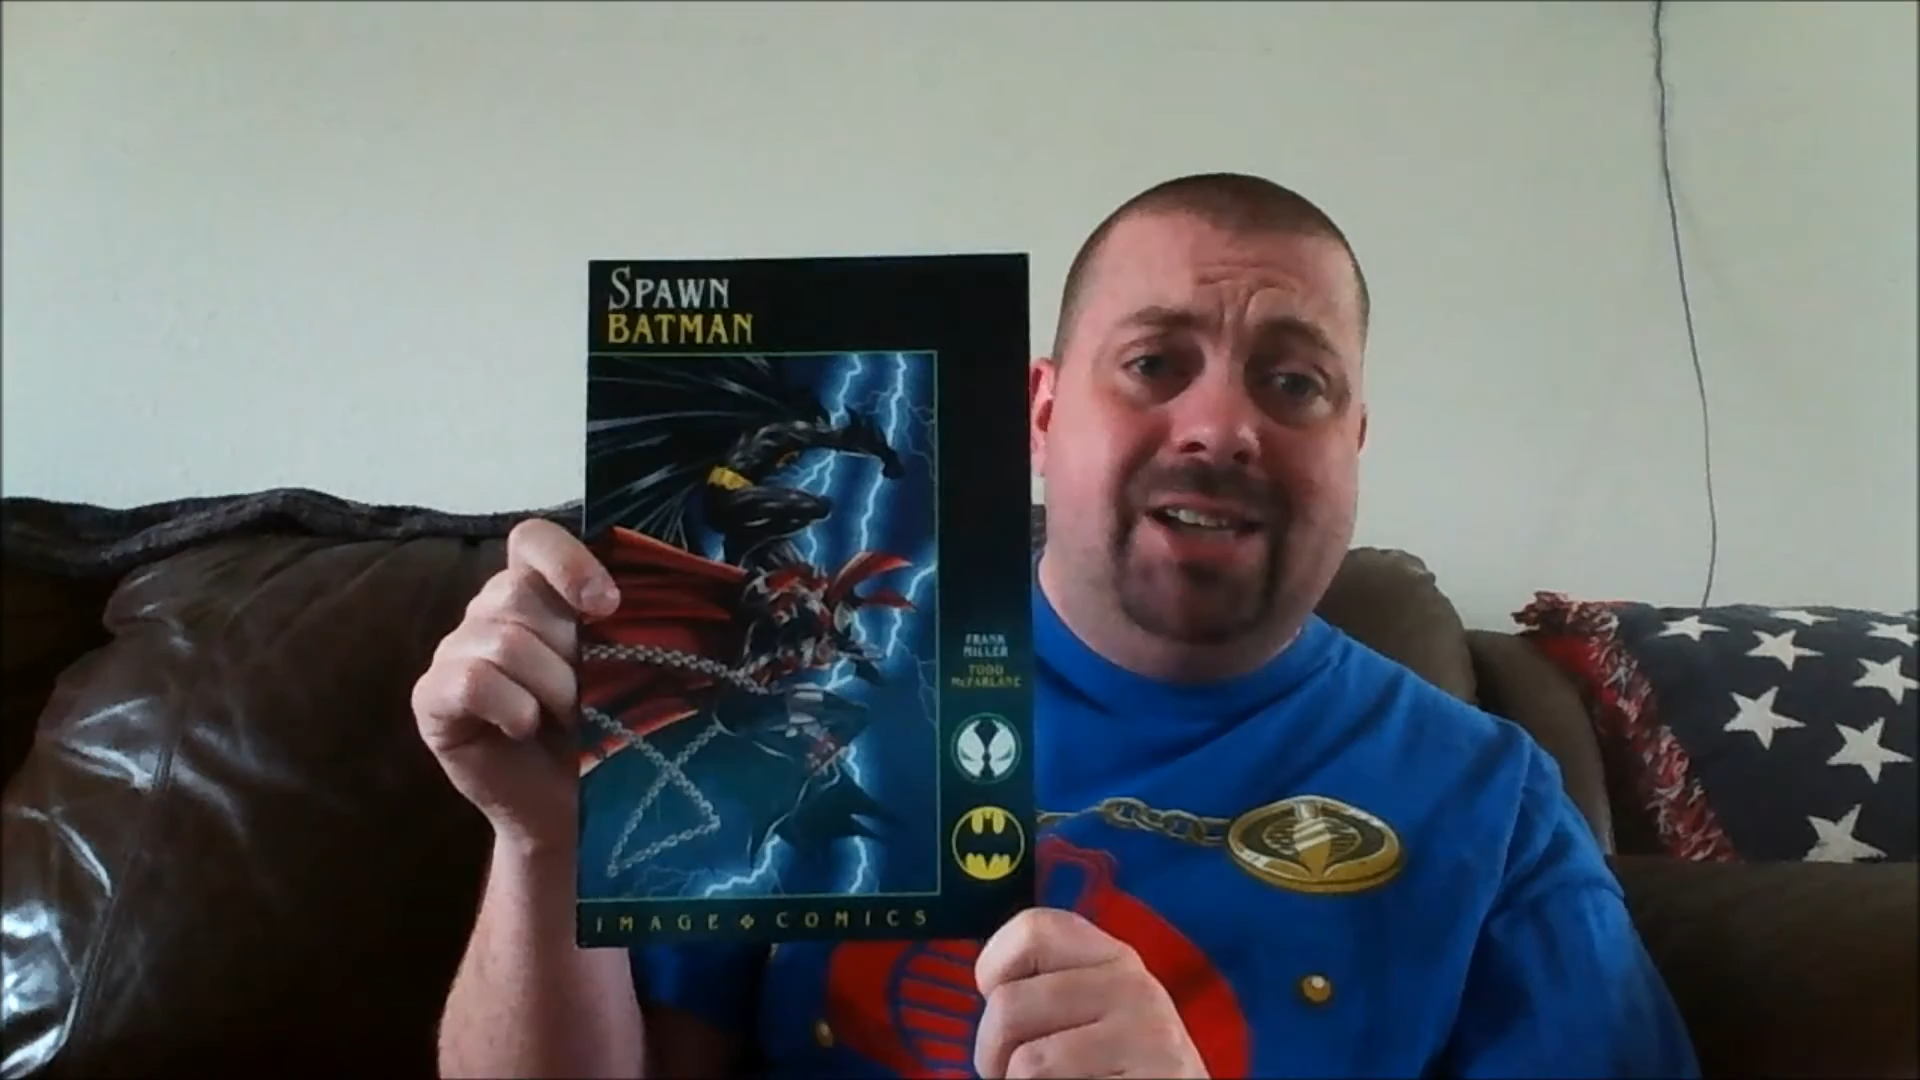 SPAWN
BATMAN
FRANK
MILLER
TODD
McFARLANE
IMAGE COMICS